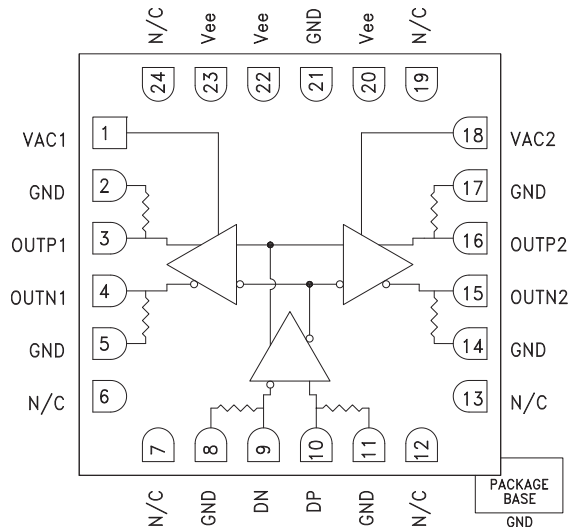 N/C Vee Vee GND Vee N/C
24 23 22 21 20 19
VAC1 1 18 VAC2
GND 2 17 GND
OUTP1 3 16 OUTP2
OUTN1 4 15 OUTN2
GND 5 14 GND
N/C 6 13 N/C
7 8 9 10 11 12
N/C GND DN DP GND N/C
PACKAGE
BASE
GND